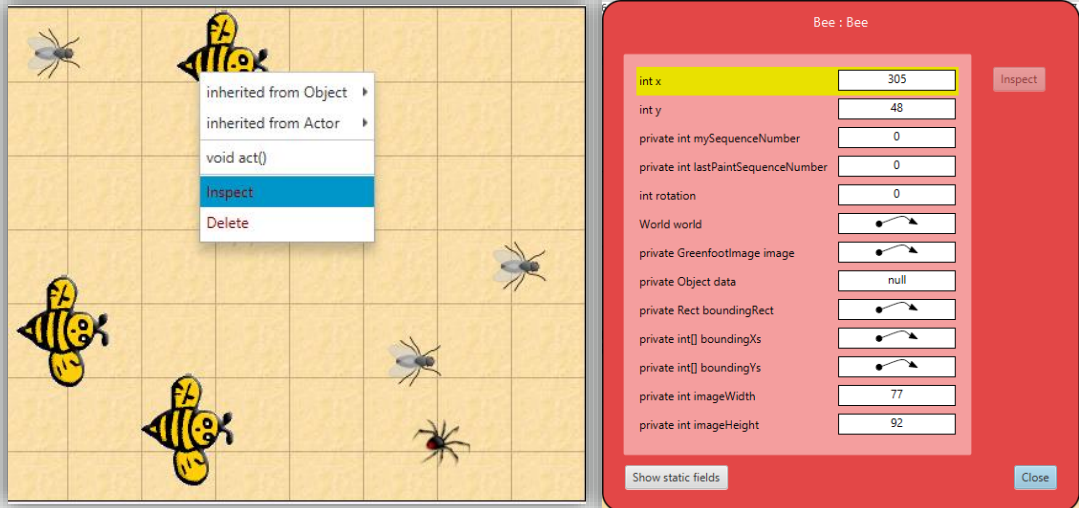 inherited from Object
inherited from Actor
void act()
Inspect
Delete
Bee : Bee
int x 305
Inspect
int y 48
private int mySequenceNumber 0
private int lastPaintSequenceNumber 0
int rotation 0
World world
private GreenfootImage image
private Object data null
private Rect boundingRect
private int[] boundingXs
private int[] boundingYs
private int imageWidth 77
private int imageHeight 92
Show static fields
Close